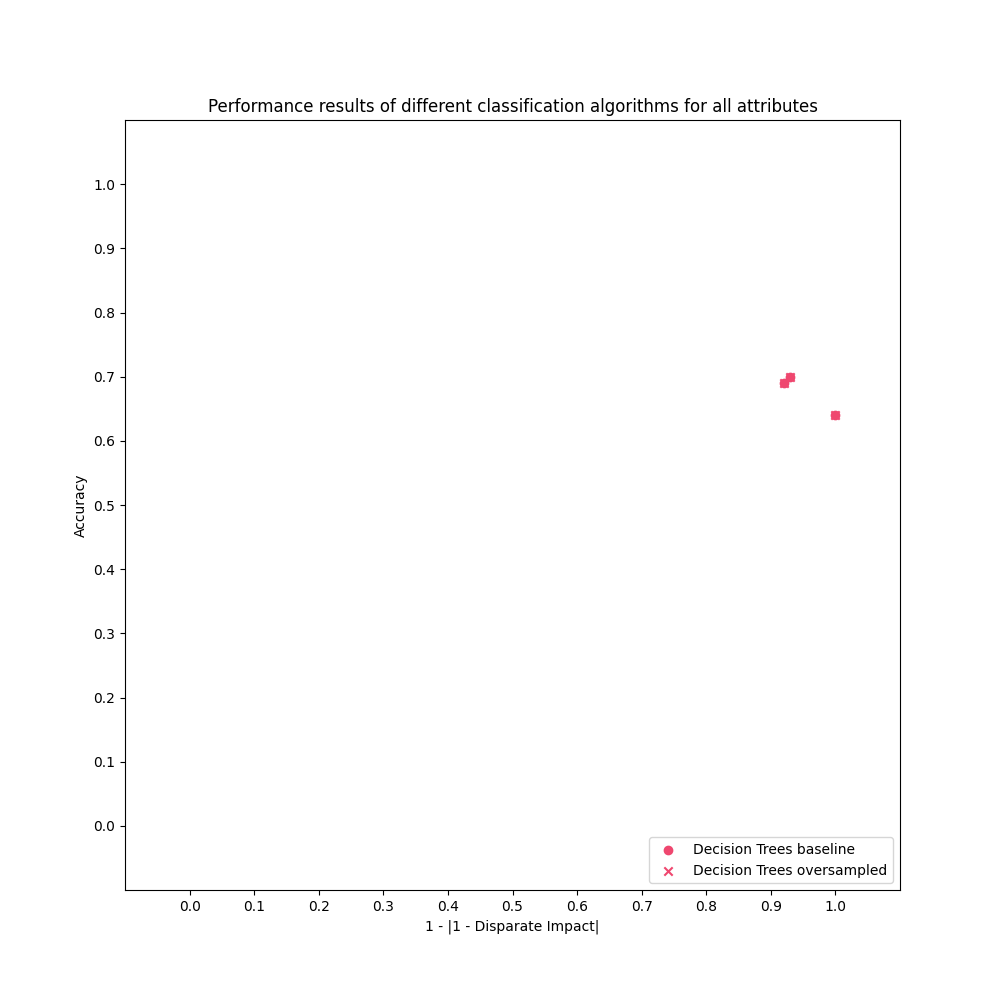 Performance results of different classification algorithms for all attributes
1.0
0.9
0.8
0.7
0.6
0.5
0.4
0.3
0.2
0.1
0.0
Accuracy
Decision Trees baseline
Decision Trees oversampled
0.0 0.1 0.2 0.3 0.4 0.5 0.6 0.7 0.8 0.9 1.0
1 - |1 - Disparate Impact|